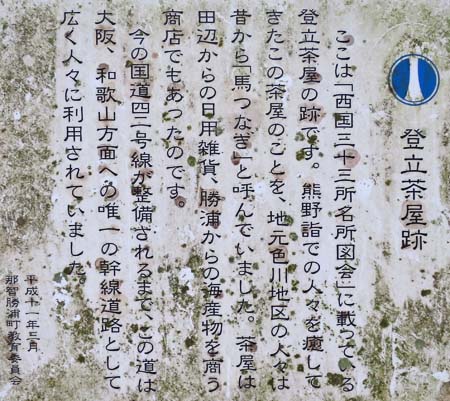 登立茶屋跡
ここは「西国三十三所名所図会」に載っている
登立茶屋の跡です。熊野詣での人々を癒して
きたこの茶屋のことを、地元色川地区の人々は
昔から「馬つなぎ」と呼んでいました。茶屋は
田辺からの日用雑貨、勝浦からの海産物を商う
商店でもあったのです。
今の国道四二号線が整備されるまで、この道は
大阪、和歌山方面への唯一の幹線道路として
広く人々に利用されていました。
平成十一年三月
那智勝浦町教育委員会